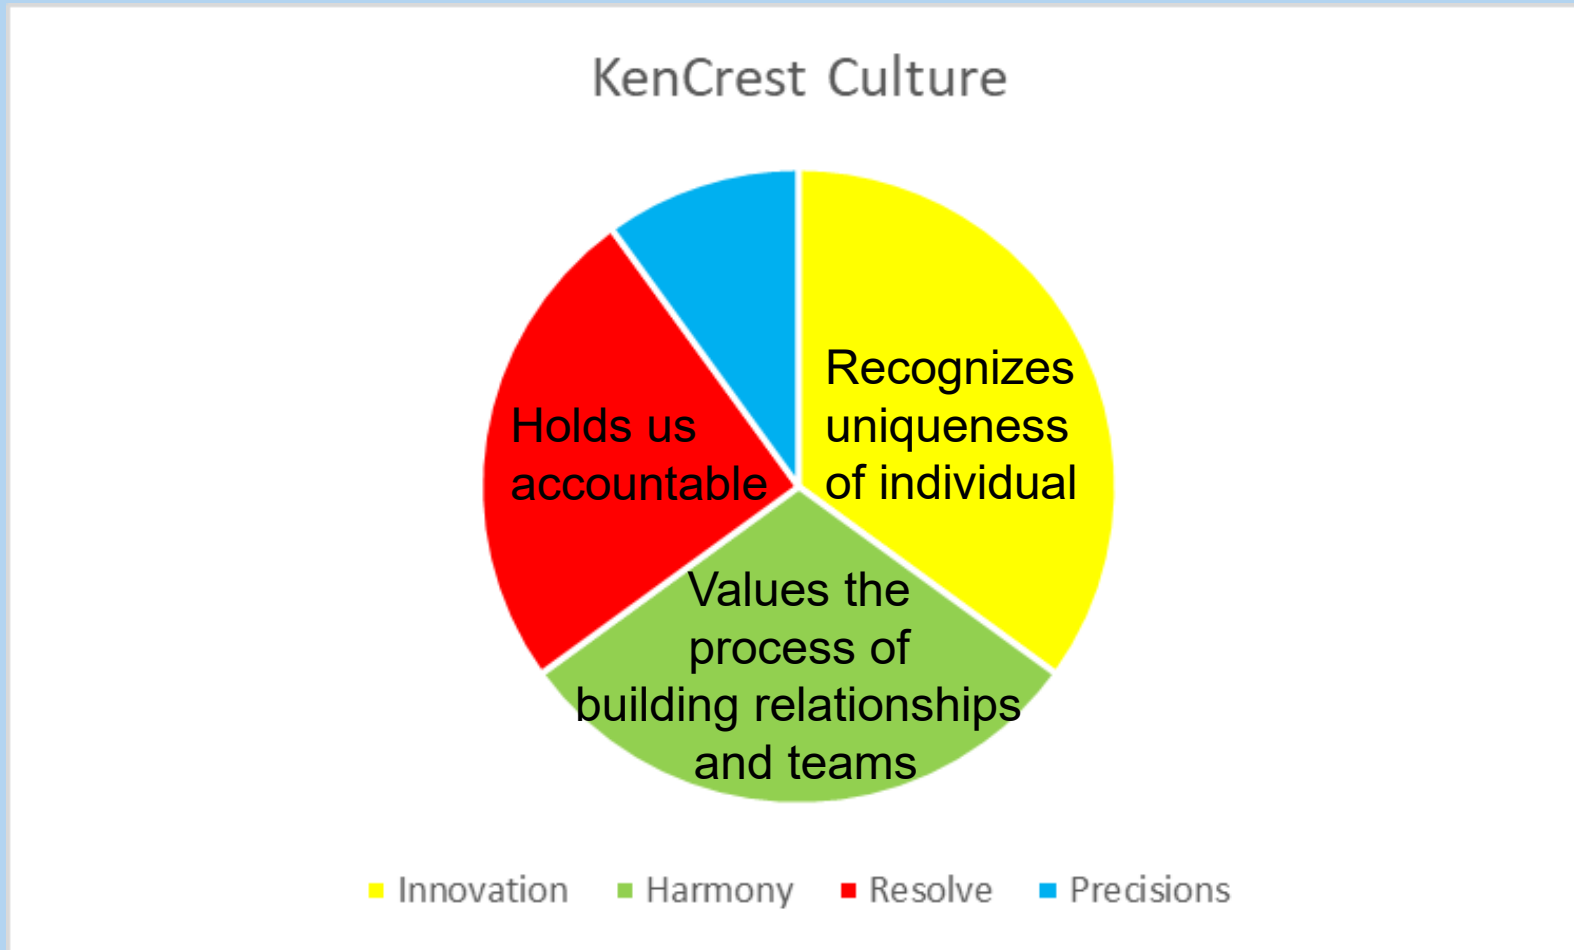 KenCrest Culture
Recognizes
uniqueness
of individual
Holds us
accountable
Values the
process of
building relationships
and teams
Innovation
Harmony
Resolve
Precisions